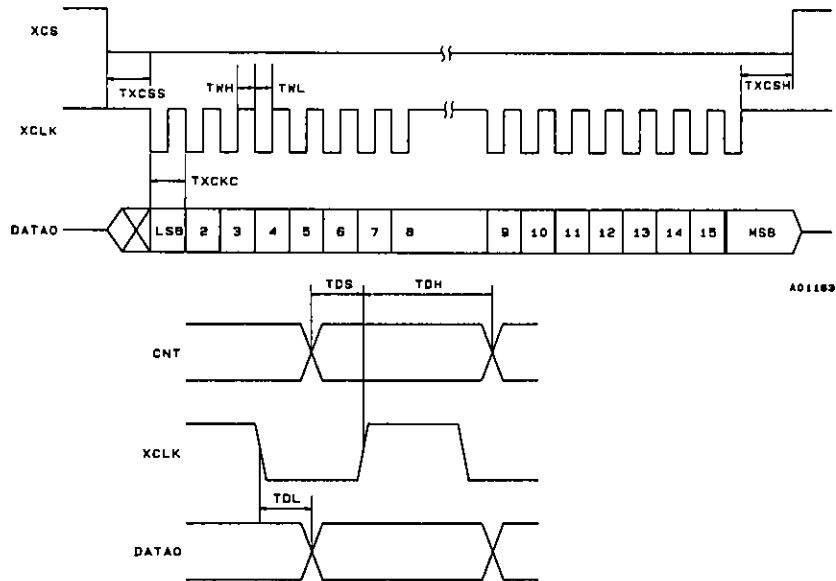 XCS
TXCSS
TWH TWL
TXCSH
XCLK
TXCKC
DATAO LSB 2 3 4 5 6 7 8 9 10 11 12 13 14 15 MSB
A01163
TDS TDH
CNT
XCLK
TDL
DATAO